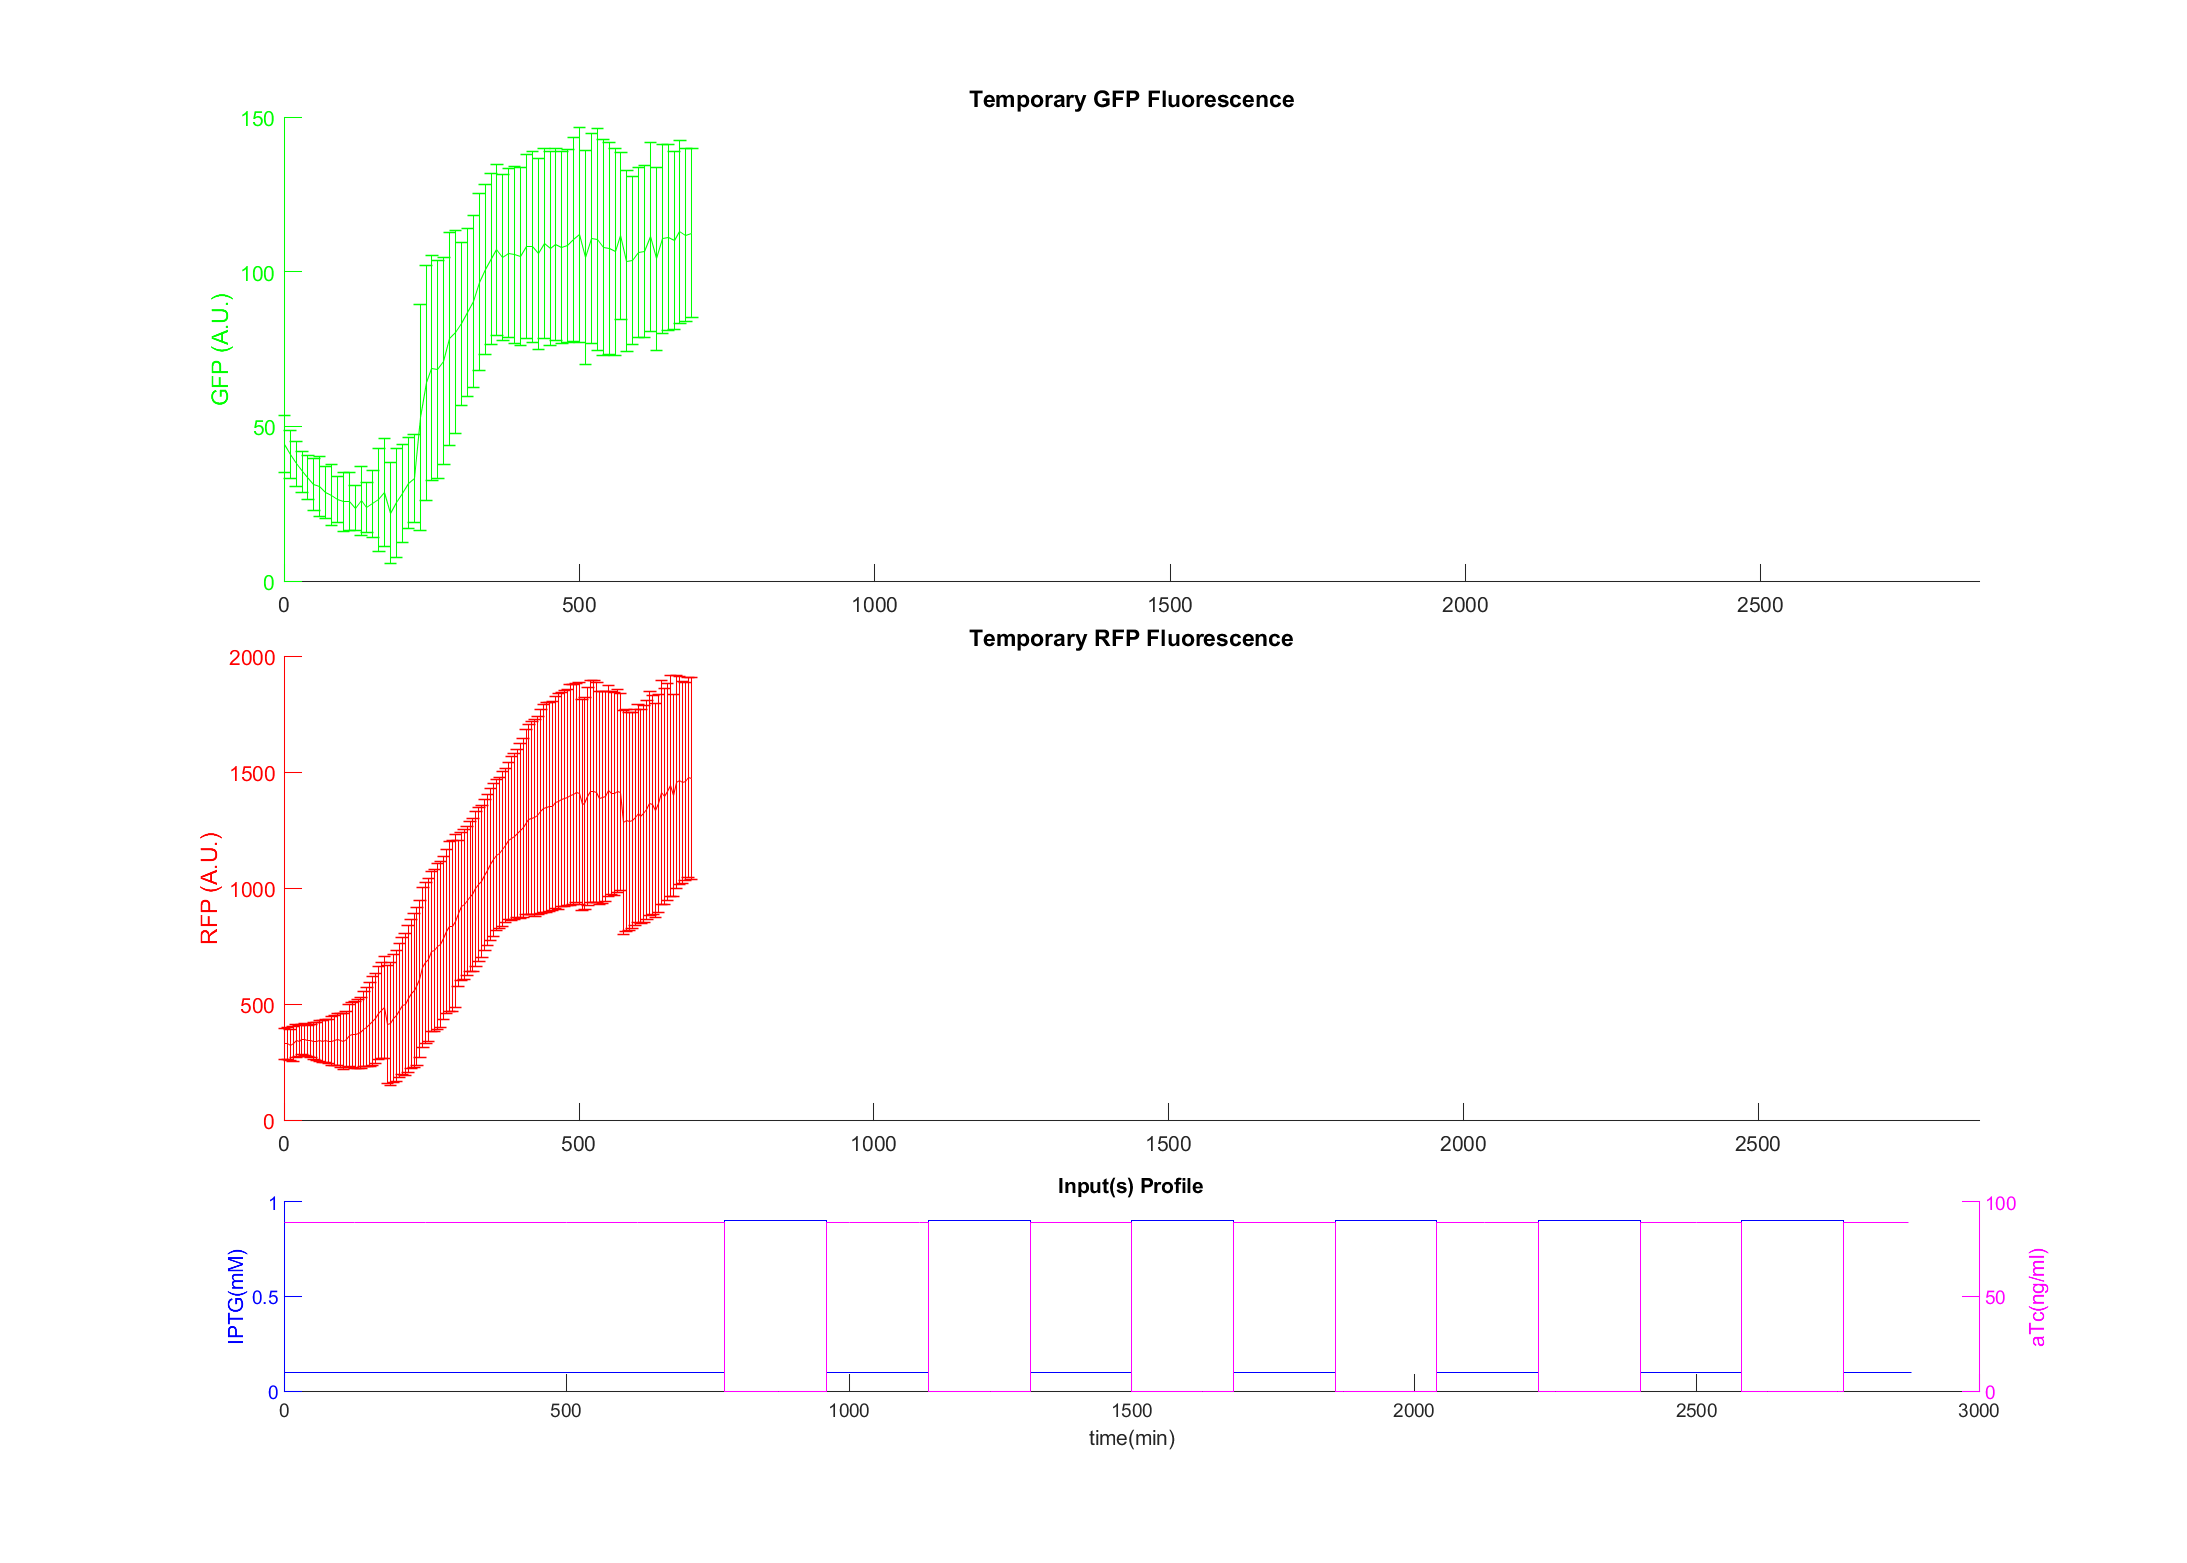 Temporary GFP Fluorescence
150
100
50
0
GFP (A.U.)
0 500 1000 1500 2000 2500
Temporary RFP Fluorescence
2000
1500
1000
500
0
RFP (A.U.)
0 500 1000 1500 2000 2500
Input(s) Profile
1
0.5
0
IPTG(mM)
100
50
0
aTc(ng/ml)
0 500 1000 1500 2000 2500 3000
time(min)